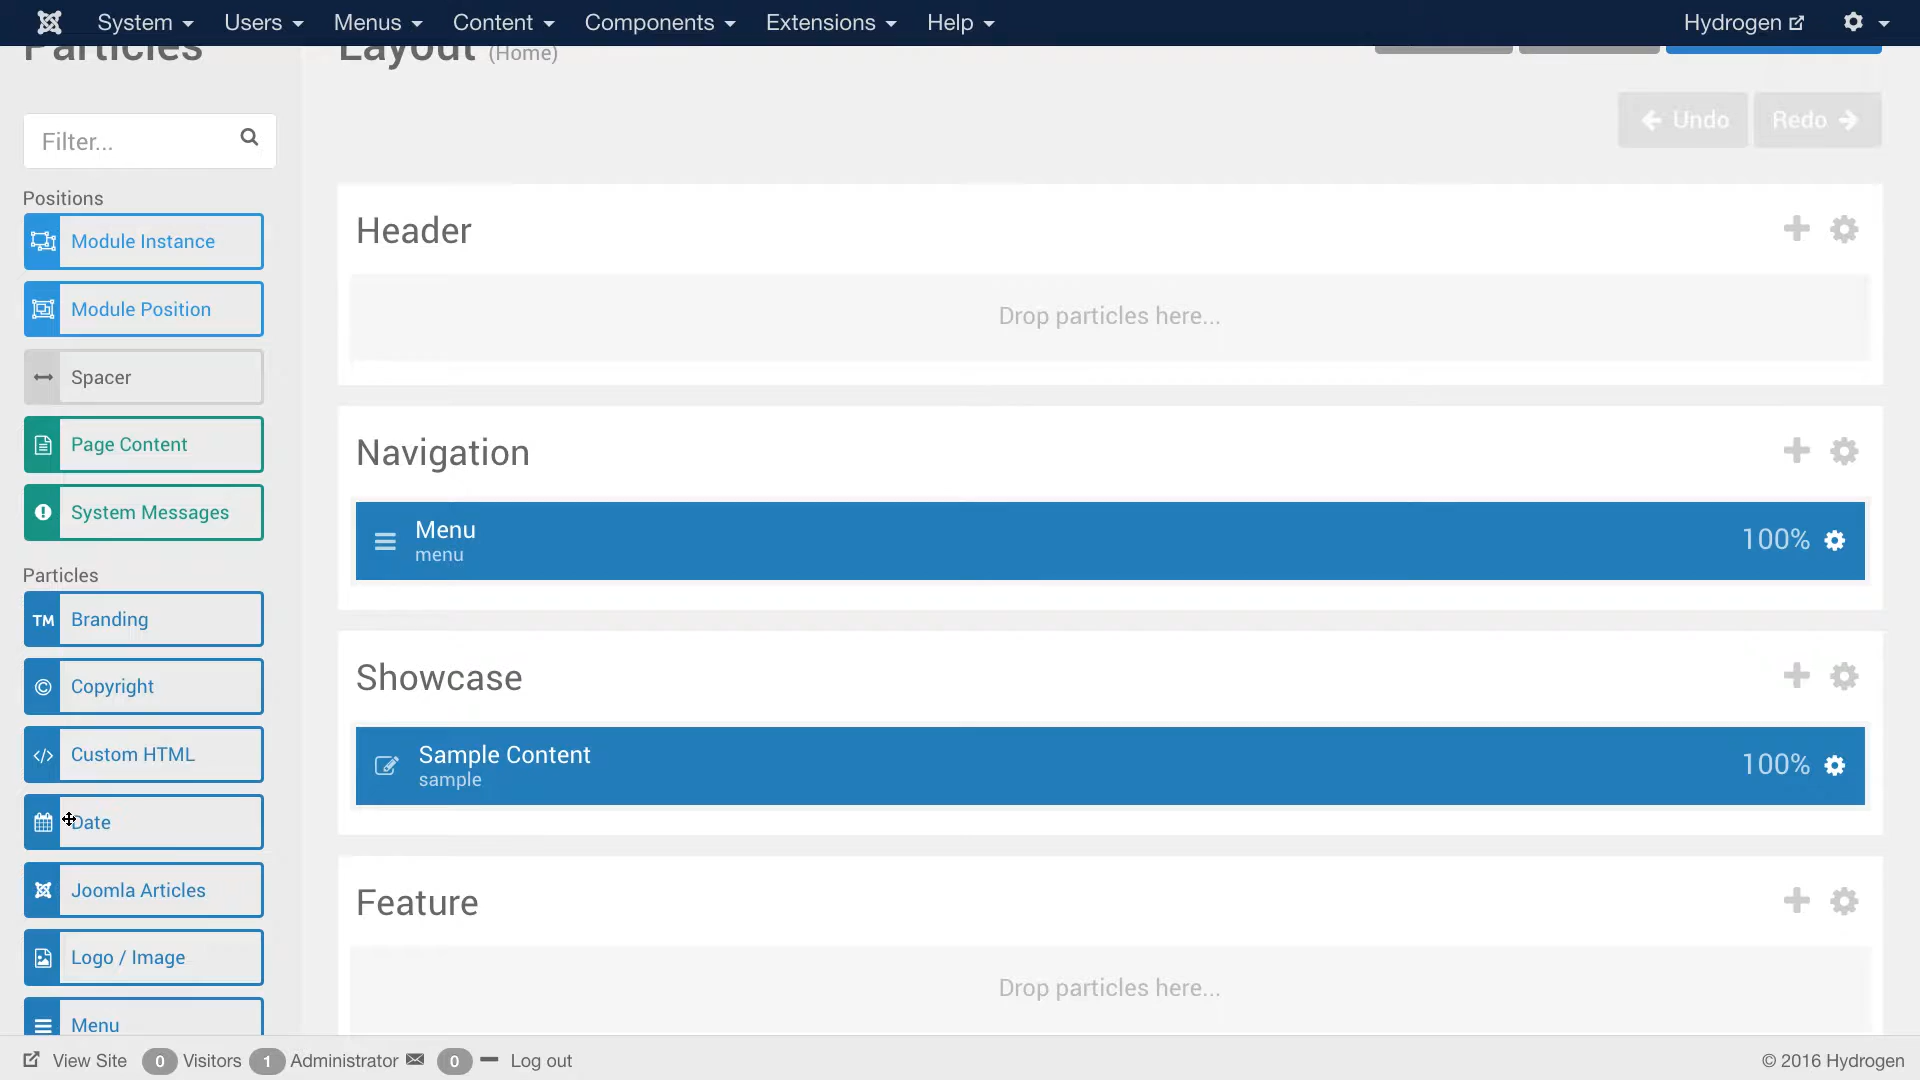 System Users Menus Content Components Extensions Help Hydrogen
Particles Layout (Home)
Undo Redo
Filter...
Positions
Module Instance
Module Position
Spacer
Page Content
System Messages
Particles
TM Branding
Copyright
Custom HTML
Date
Joomla Articles
Logo / Image
Menu
Header
Drop particles here...
Navigation
Menu 100%
menu
Showcase
Sample Content 100%
sample
Feature
Drop particles here...
View Site 0 Visitors 1 Administrator 0 Log out © 2016 Hydrogen